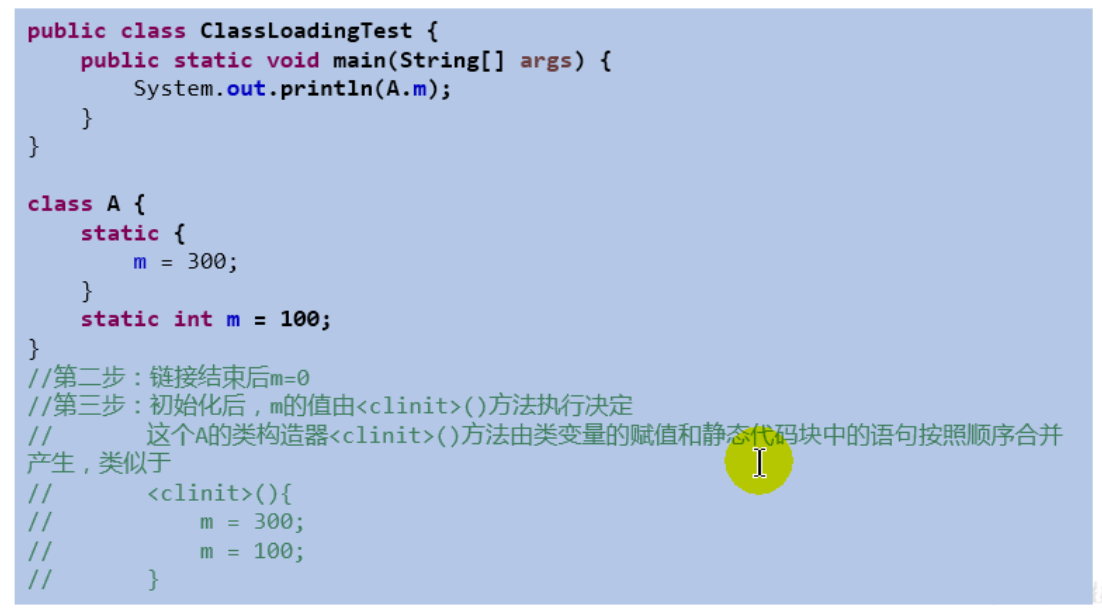 public class ClassLoadingTest {
    public static void main(String[] args) {
        System.out.println(A.m);
    }
}

class A {
    static {
        m = 300;
    }
    static int m = 100;
}
//第二步：链接结束后m=0
//第三步：初始化后，m的值由<clinit>()方法执行决定
//       这个A的类构造器<clinit>()方法由类变量的赋值和静态代码块中的语句按照顺序合并
产生，类似于
//       <clinit>(){
//           m = 300;
//           m = 100;
//       }